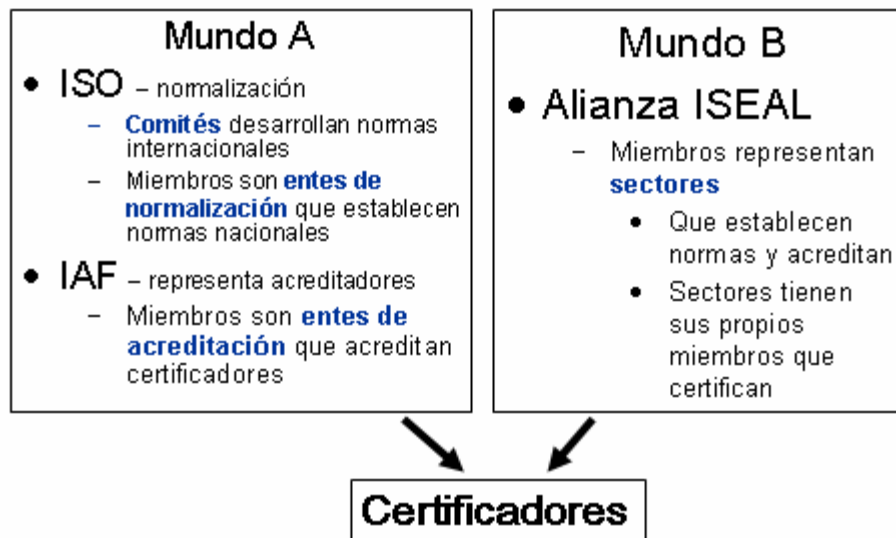 Mundo A
• ISO – normalización
– Comités desarrollan normas
internacionales
– Miembros son entes de
normalización que establecen
normas nacionales
• IAF – representa acreditadores
– Miembros son entes de
acreditación que acreditan
certificadores
Mundo B
• Alianza ISEAL
– Miembros representan
sectores
• Que establecen
normas y acreditan
• Sectores tienen
sus propios
miembros que
certifican
Certificadores